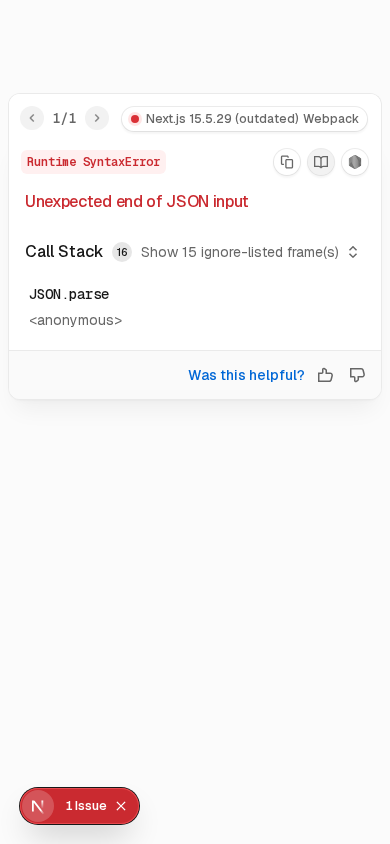 1/1
Next.js 15.5.29 (outdated) Webpack
Runtime SyntaxError
Unexpected end of JSON input
Call Stack 16 Show 15 ignore-listed frame(s)
JSON.parse
<anonymous>
Was this helpful?
1 Issue